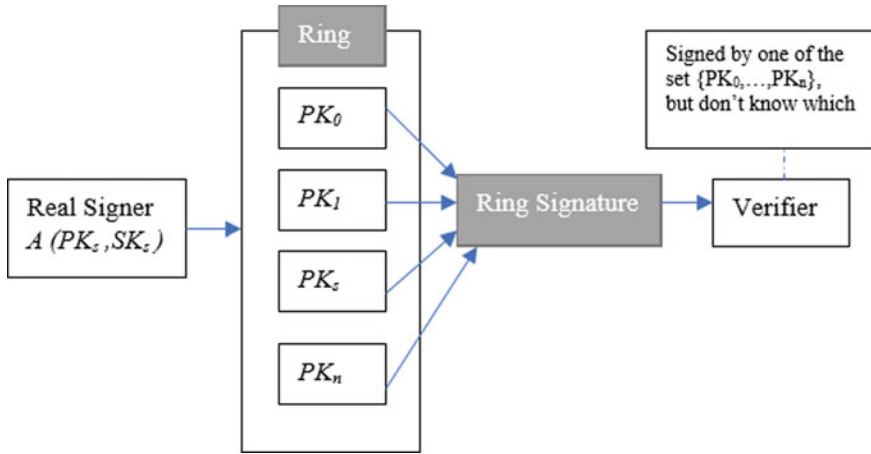 Ring
Signed by one of the
set {PK₀,…,PKₙ},
but don’t know which
PK₀
Real Signer
A (PKₛ ,SKₛ )
PK₁
Ring Signature
Verifier
PKₛ
PKₙ